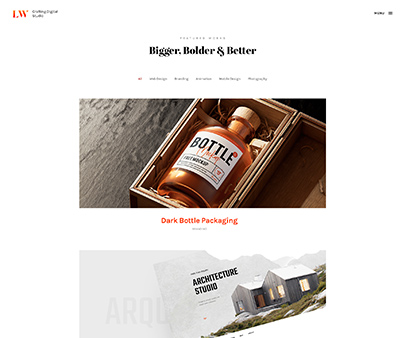 LW
Crafting Digital
Studio
MENU
FEATURED WORKS
Bigger, Bolder & Better
All
Web Design
Branding
Animation
Mobile Design
Photography
BOTTLE
FREE MOCKUP
Dark Bottle Packaging
ARCHITECTURE
STUDIO
ARQU